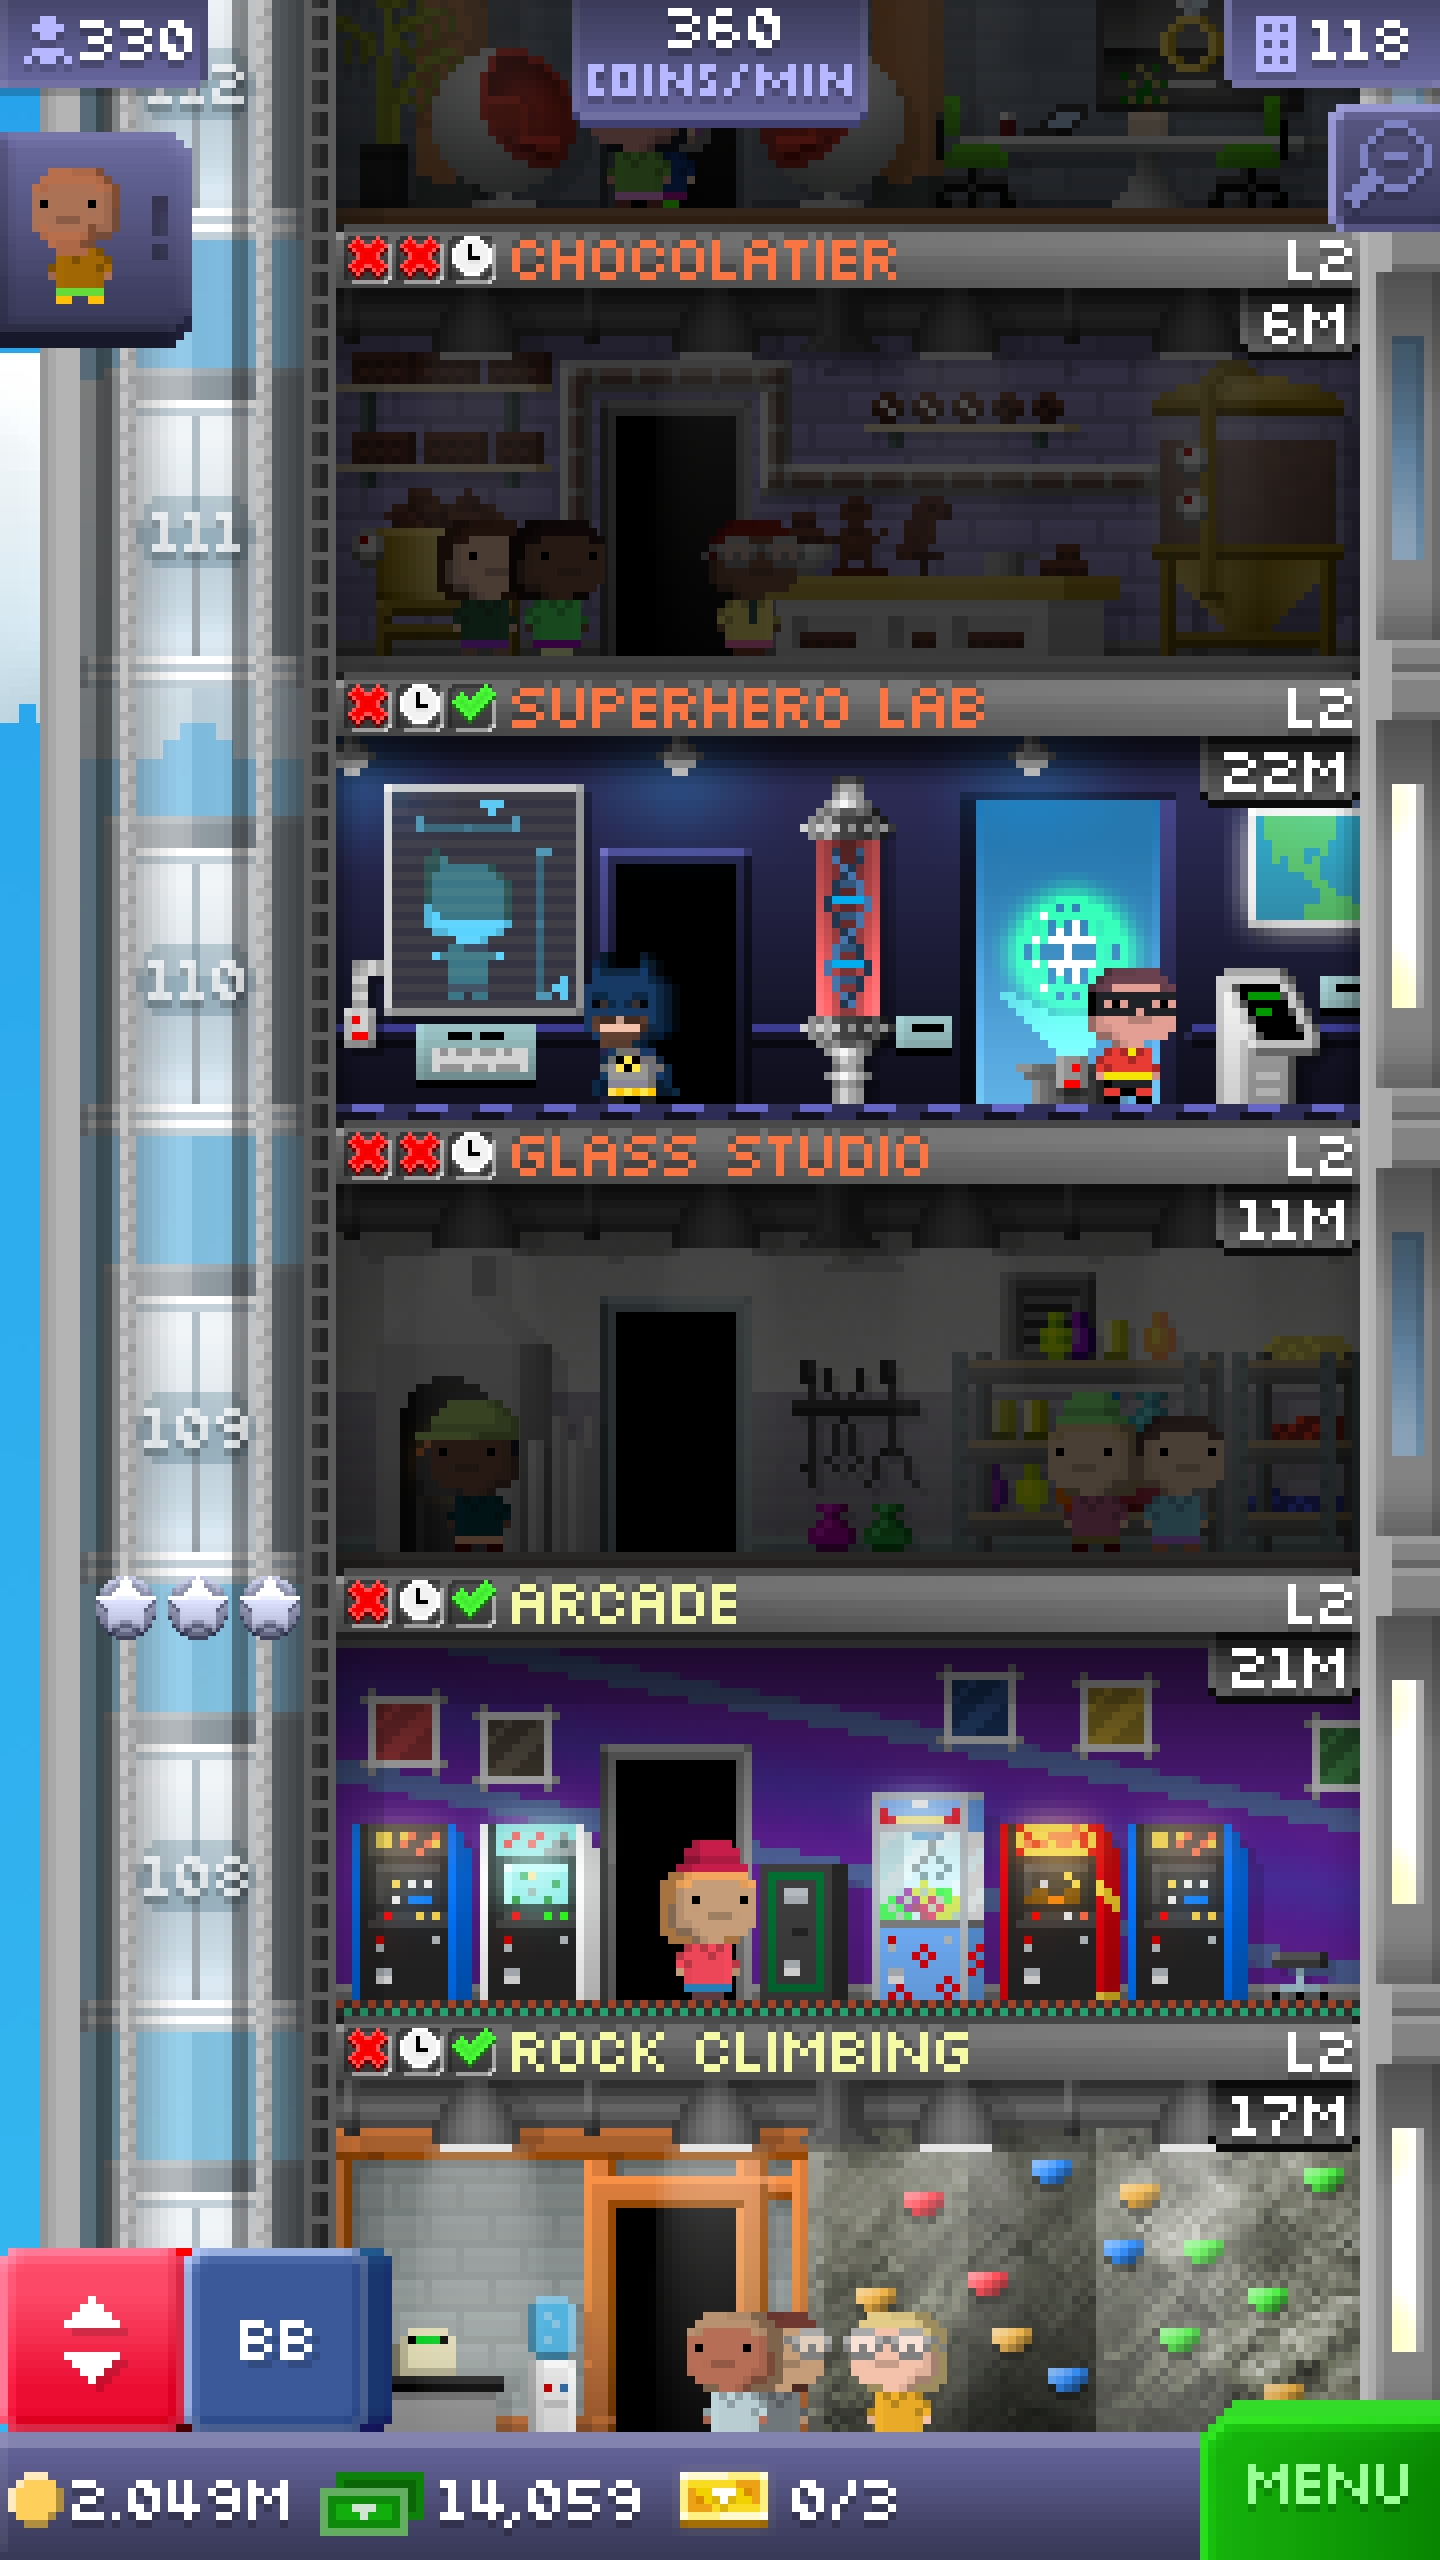 330
360
COINS/MIN
118
112
CHOCOLATIER L2
6M
111
SUPERHERO LAB L2
22M
110
GLASS STUDIO L2
11M
109
ARCADE L2
21M
108
ROCK CLIMBING L2
17M
BB
2.049M 14,059 0/3
MENU